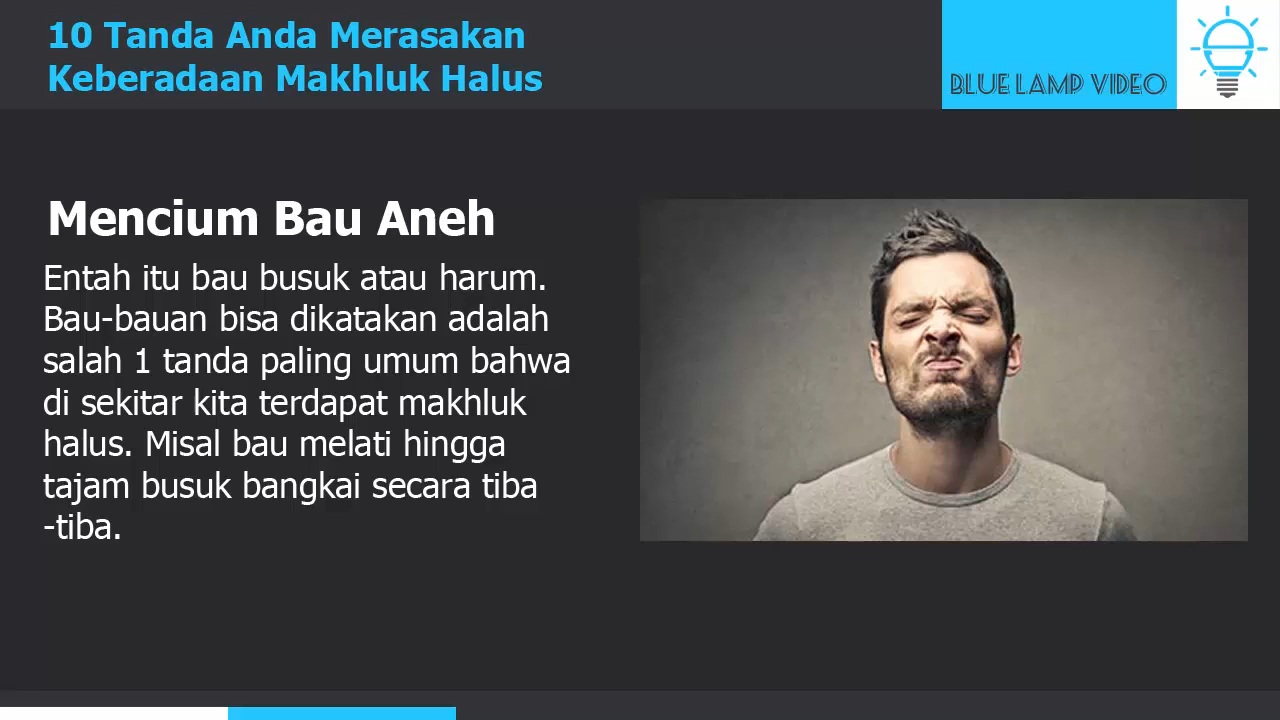 10 Tanda Anda Merasakan
Keberadaan Makhluk Halus
BLUE LAMP VIDEO
Mencium Bau Aneh
Entah itu bau busuk atau harum.
Bau-bauan bisa dikatakan adalah
salah 1 tanda paling umum bahwa
di sekitar kita terdapat makhluk
halus. Misal bau melati hingga
tajam busuk bangkai secara tiba
-tiba.